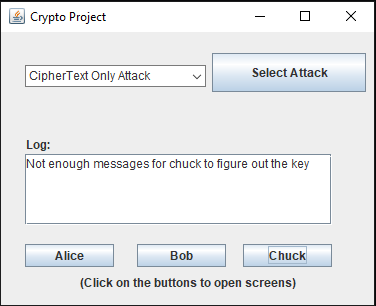 Crypto Project
CipherText Only Attack
Select Attack
Log:
Not enough messages for chuck to figure out the key
Alice
Bob
Chuck
(Click on the buttons to open screens)